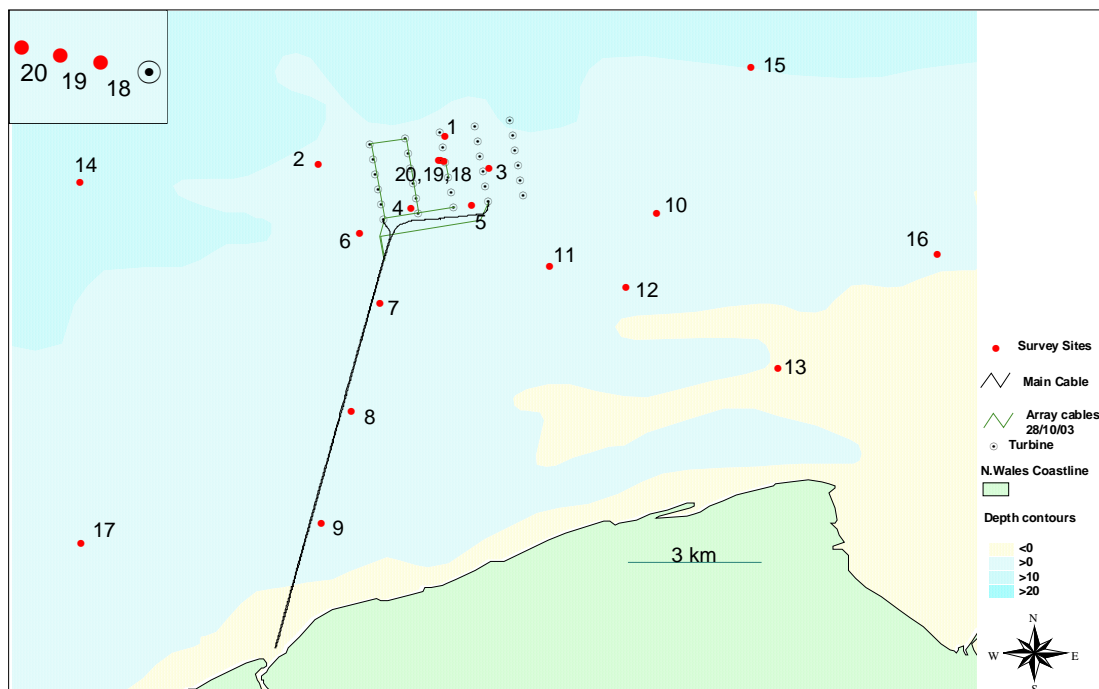 20
19
18
15
1
14
2
20,19,18
3
4
5
10
6
16
11
12
7
13
Survey Sites
Main Cable
8
Array cables
28/10/03
Turbine
N.Wales Coastline
Depth contours
9
17
3 km
<0
>0
>10
>20
N
W
E
S